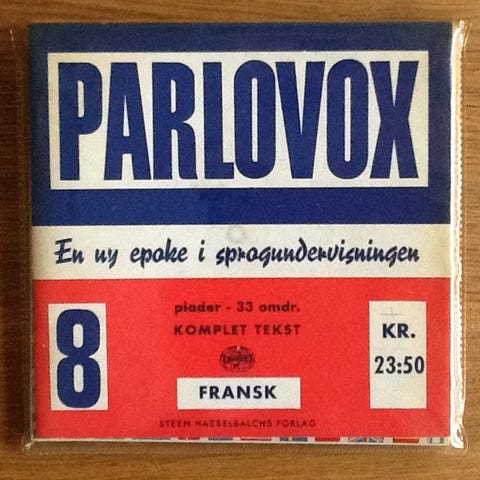 PARLOVOX
En ny epoke i sprogundervisningen
8
plader - 33 omdr.
KOMPLET TEKST
FRANSK
KR.
23:50
STEEN HASSELBALCHS FORLAG